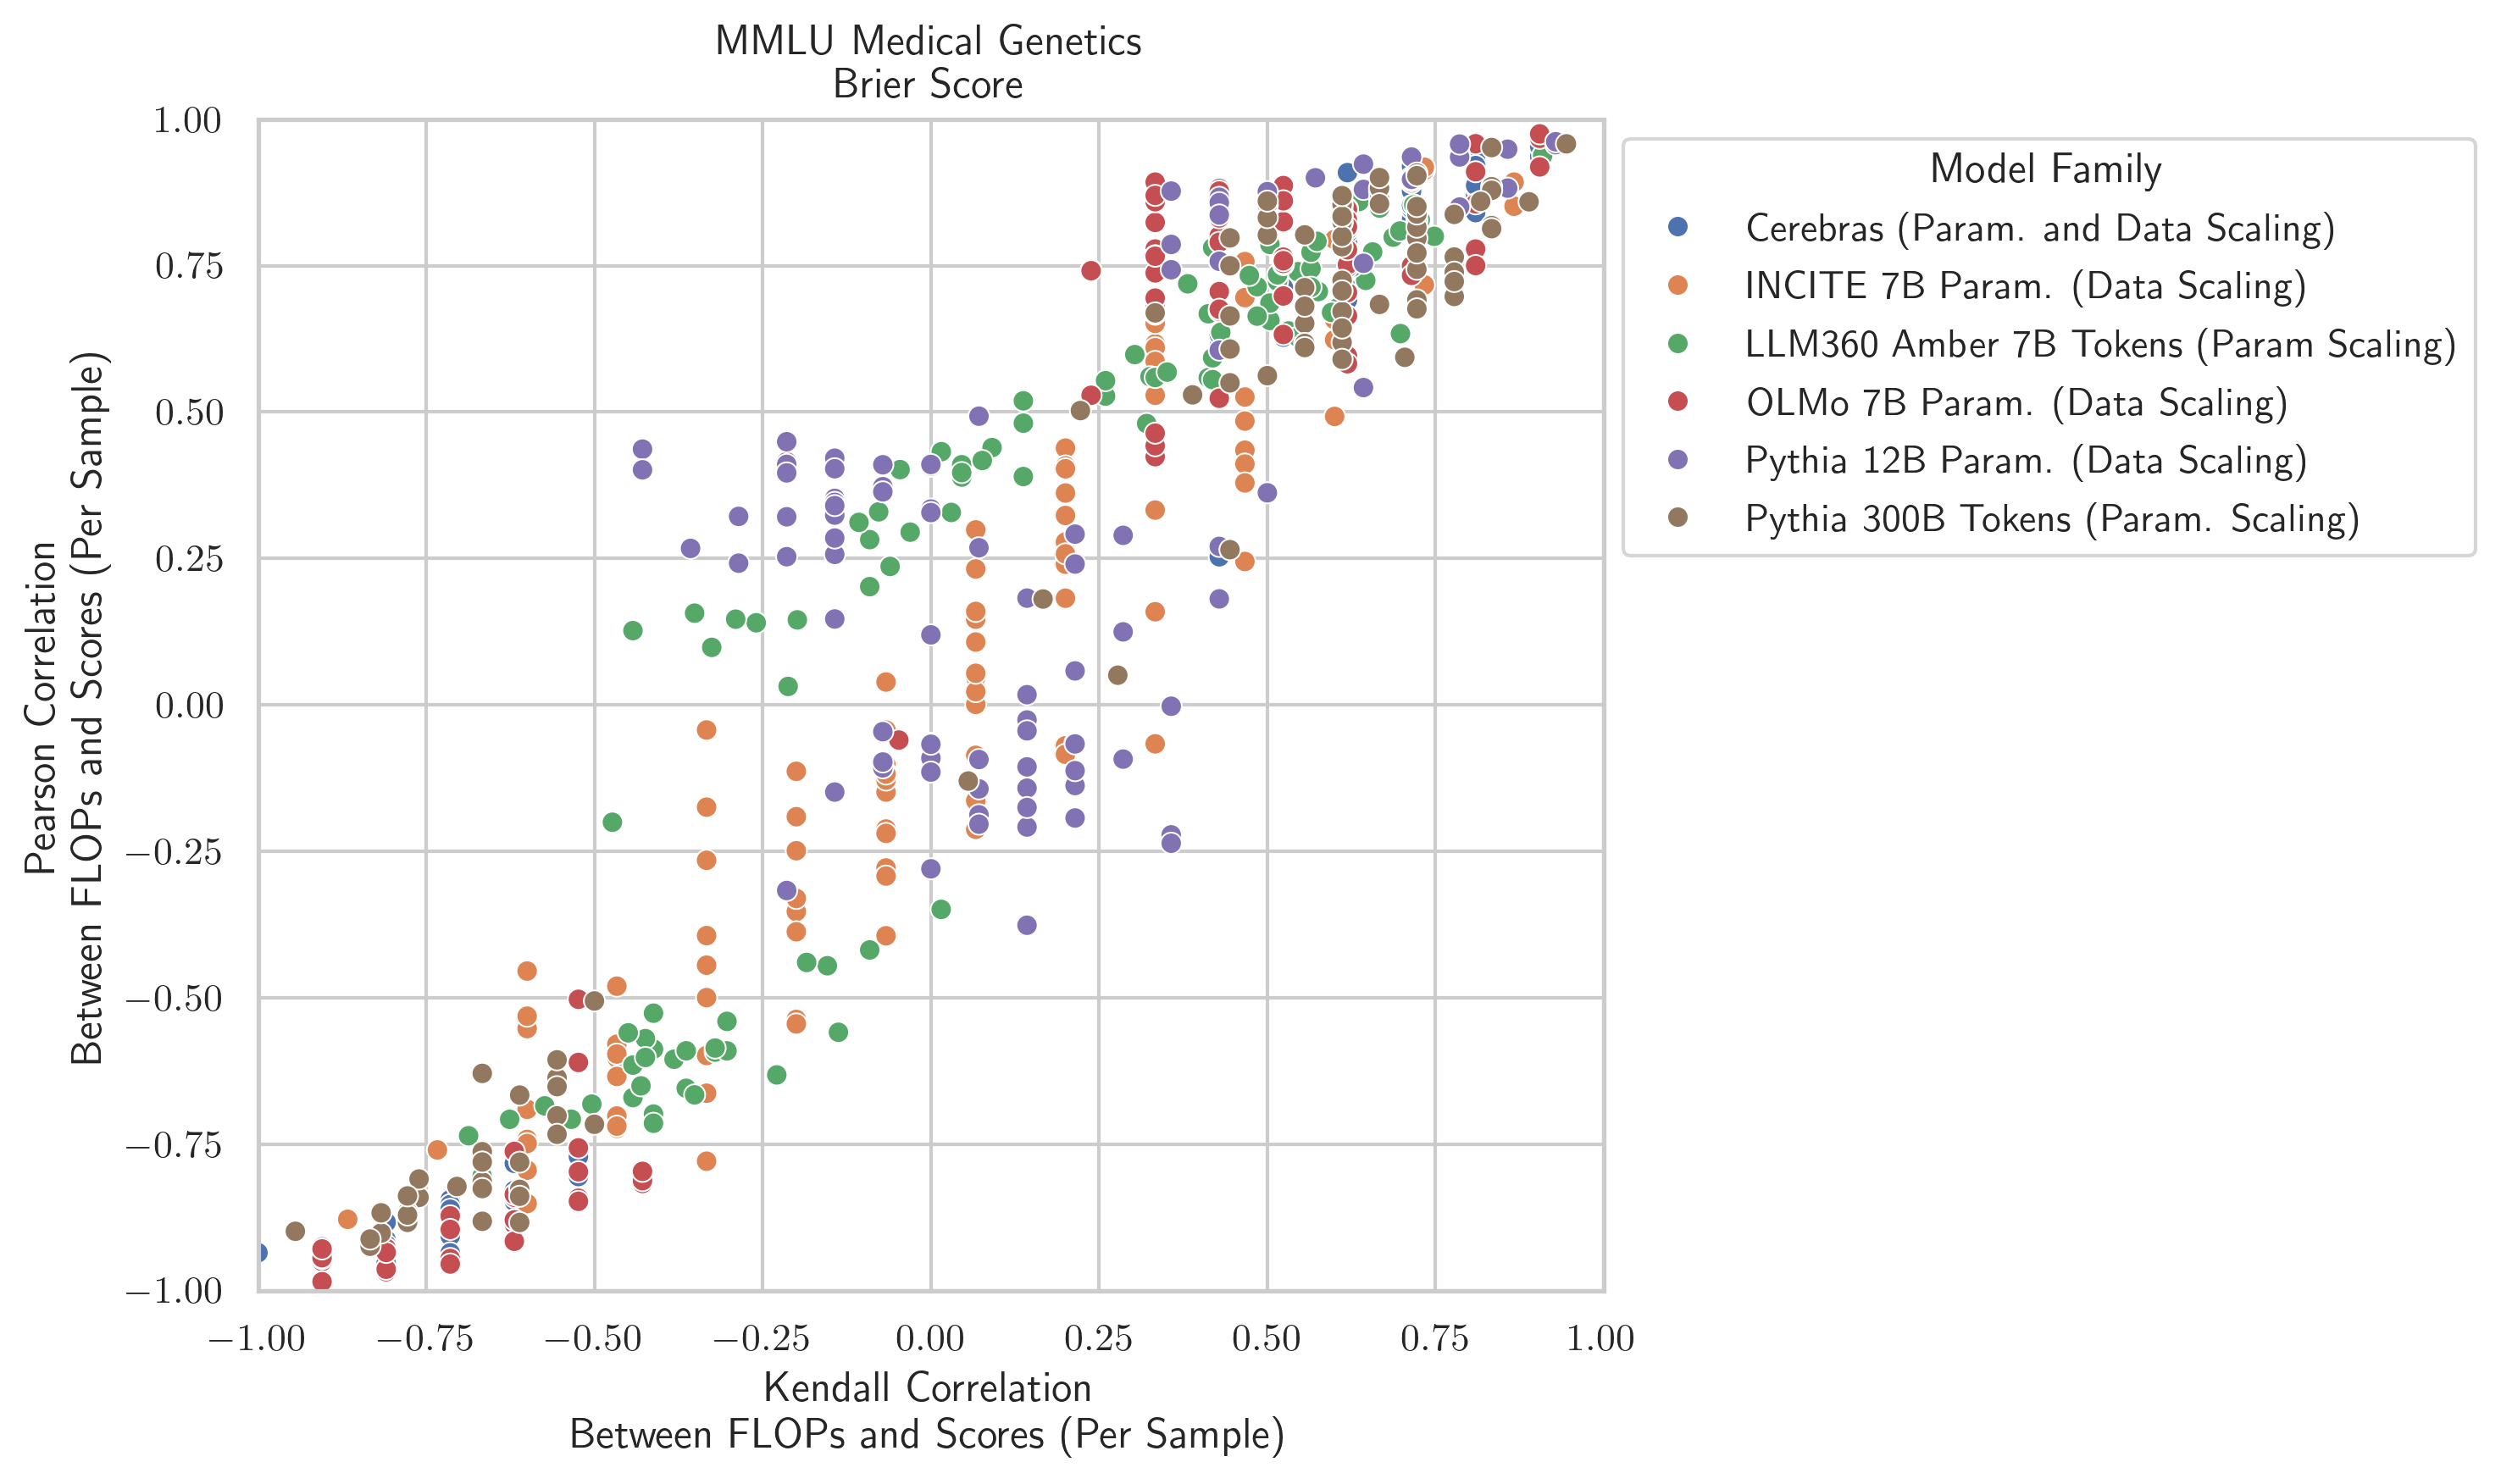 MMLU Medical Genetics
Brier Score
Pearson Correlation
Between FLOPs and Scores (Per Sample)
1.00
0.75
0.50
0.25
0.00
−0.25
−0.50
−0.75
−1.00
−1.00
−0.75
−0.50
−0.25
0.00
0.25
0.50
0.75
1.00
Kendall Correlation
Between FLOPs and Scores (Per Sample)
Model Family
Cerebras (Param. and Data Scaling)
INCITE 7B Param. (Data Scaling)
LLM360 Amber 7B Tokens (Param Scaling)
OLMo 7B Param. (Data Scaling)
Pythia 12B Param. (Data Scaling)
Pythia 300B Tokens (Param. Scaling)